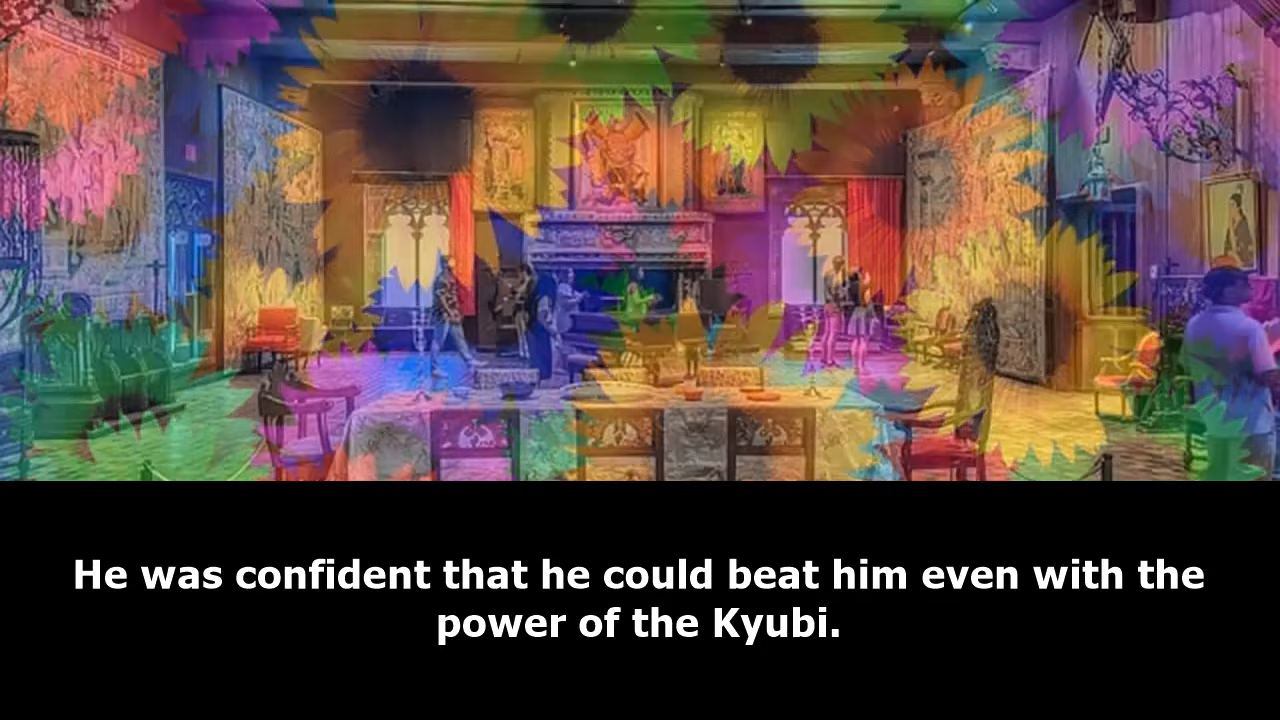 He was confident that he could beat him even with the
power of the Kyubi.